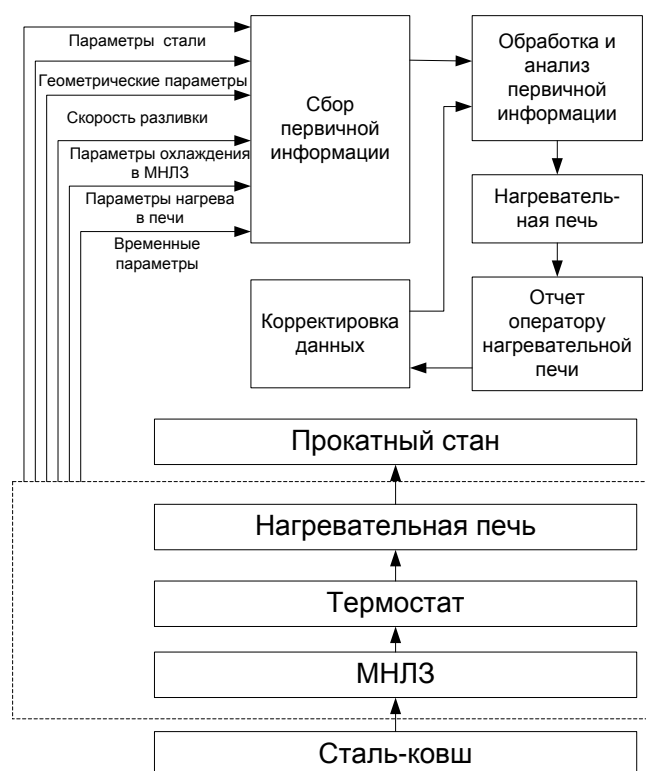 Параметры стали
Геометрические параметры
Скорость разливки
Параметры охлаждения
в МНЛЗ
Параметры нагрева
в печи
Временные
параметры
Сбор
первичной
информации
Обработка и
анализ
первичной
информации
Нагреватель-
ная печь
Отчет
оператору
нагревательной
печи
Корректировка
данных
Прокатный стан
Нагревательная печь
Термостат
МНЛЗ
Сталь-ковш